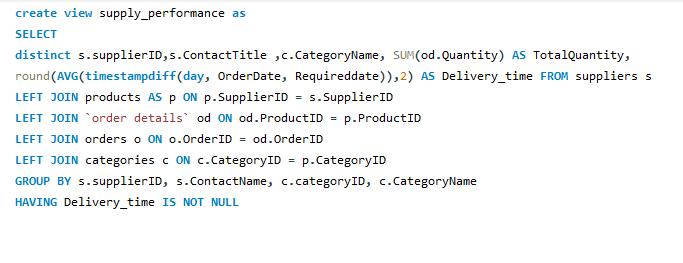 create view supply_performance as
SELECT
distinct s.supplierID,s.ContactTitle ,c.CategoryName, SUM(od.Quantity) AS TotalQuantity,
round(AVG(timestampdiff(day, OrderDate, Requireddate)),2) AS Delivery_time FROM suppliers s
LEFT JOIN products AS p ON p.SupplierID = s.SupplierID
LEFT JOIN `order details` od ON od.ProductID = p.ProductID
LEFT JOIN orders o ON o.OrderID = od.OrderID
LEFT JOIN categories c ON c.CategoryID = p.CategoryID
GROUP BY s.supplierID, s.ContactName, c.categoryID, c.CategoryName
HAVING Delivery_time IS NOT NULL